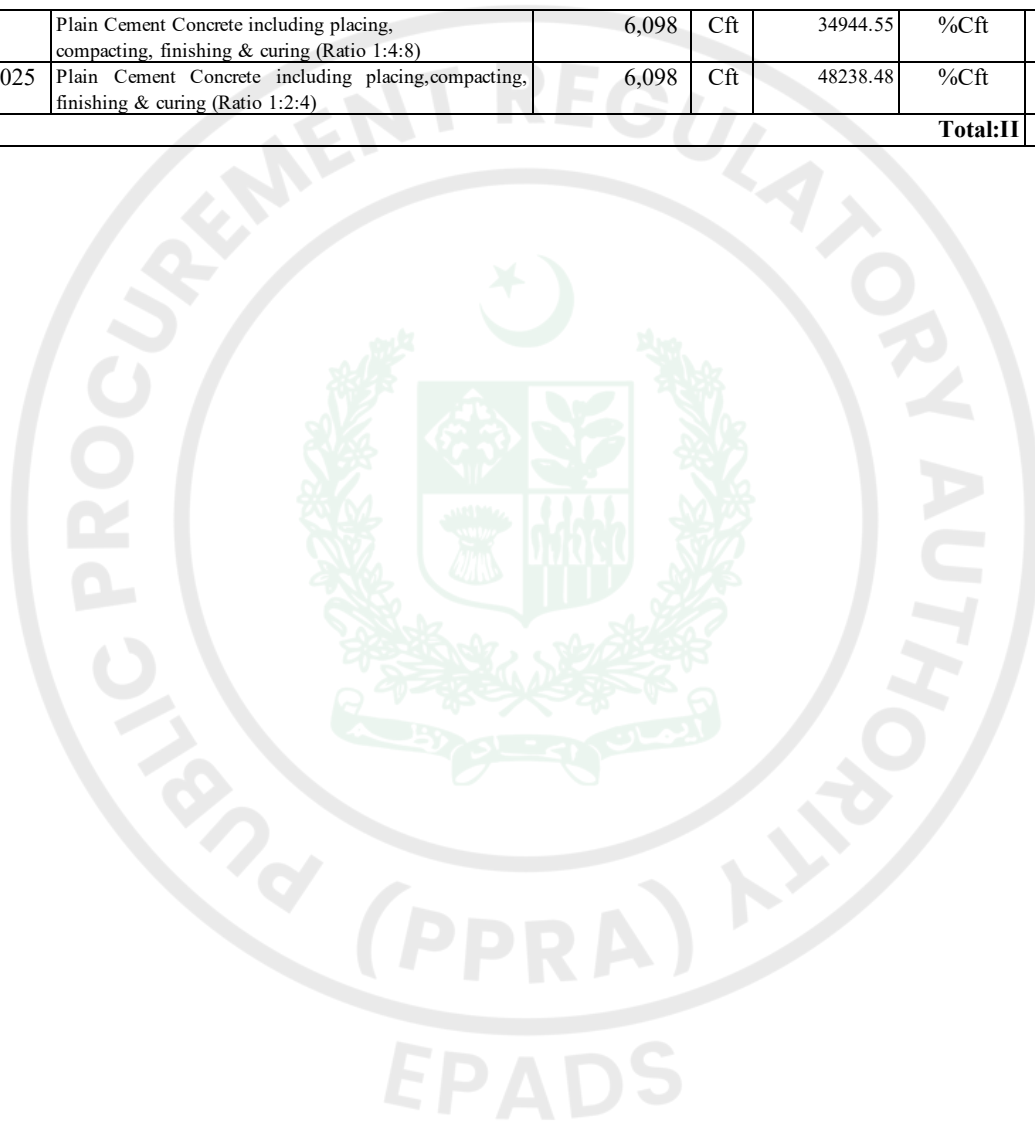 Plain Cement Concrete including placing, 6,098 Cft 34944.55 %Cft
compacting, finishing & curing (Ratio 1:4:8)
025 Plain Cement Concrete including placing,compacting, 6,098 Cft 48238.48 %Cft
finishing & curing (Ratio 1:2:4)
Total:II
PUBLIC PROCUREMENT REGULATORY AUTHORITY
(PPRA)
EPADS